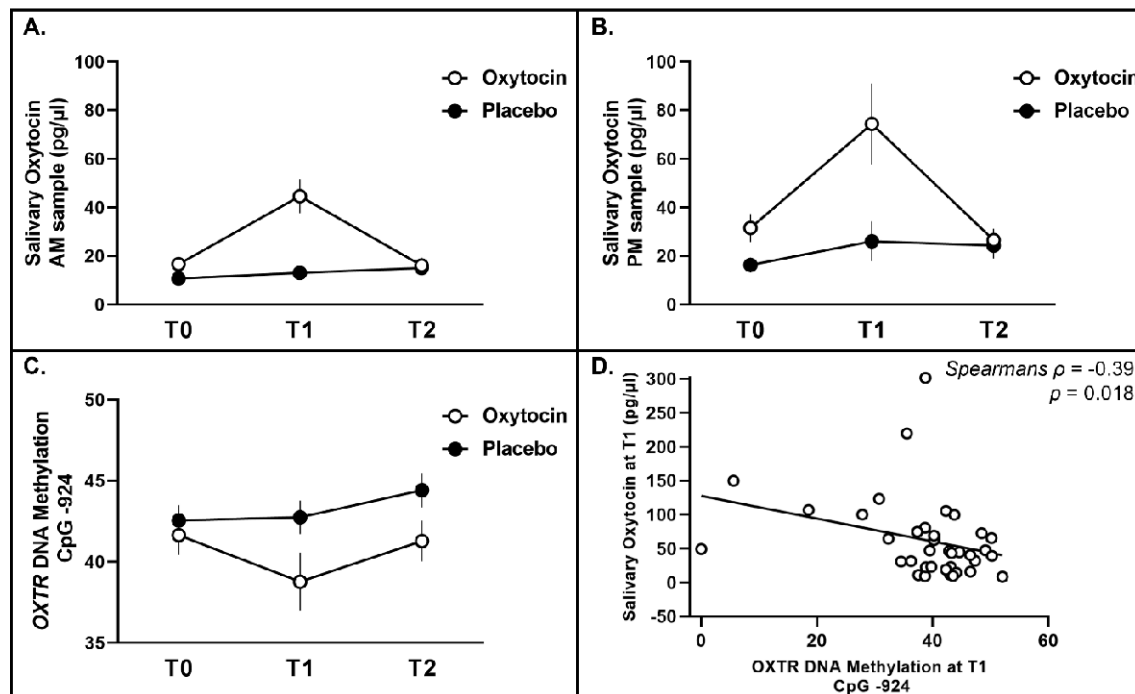 A.
Salivary Oxytocin
AM sample (pg/µl)
100
80
60
40
20
0
T0 T1 T2
Oxytocin
Placebo
B.
Salivary Oxytocin
PM sample (pg/µl)
100
80
60
40
20
0
T0 T1 T2
Oxytocin
Placebo
C.
OXTR DNA Methylation
CpG -924
50
45
40
35
T0 T1 T2
Oxytocin
Placebo
D.
Spearmans ρ = -0.39
p = 0.018
Salivary Oxytocin at T1 (pg/µl)
300
250
200
150
100
50
0
-50
0 20 40 60
OXTR DNA Methylation at T1
CpG -924